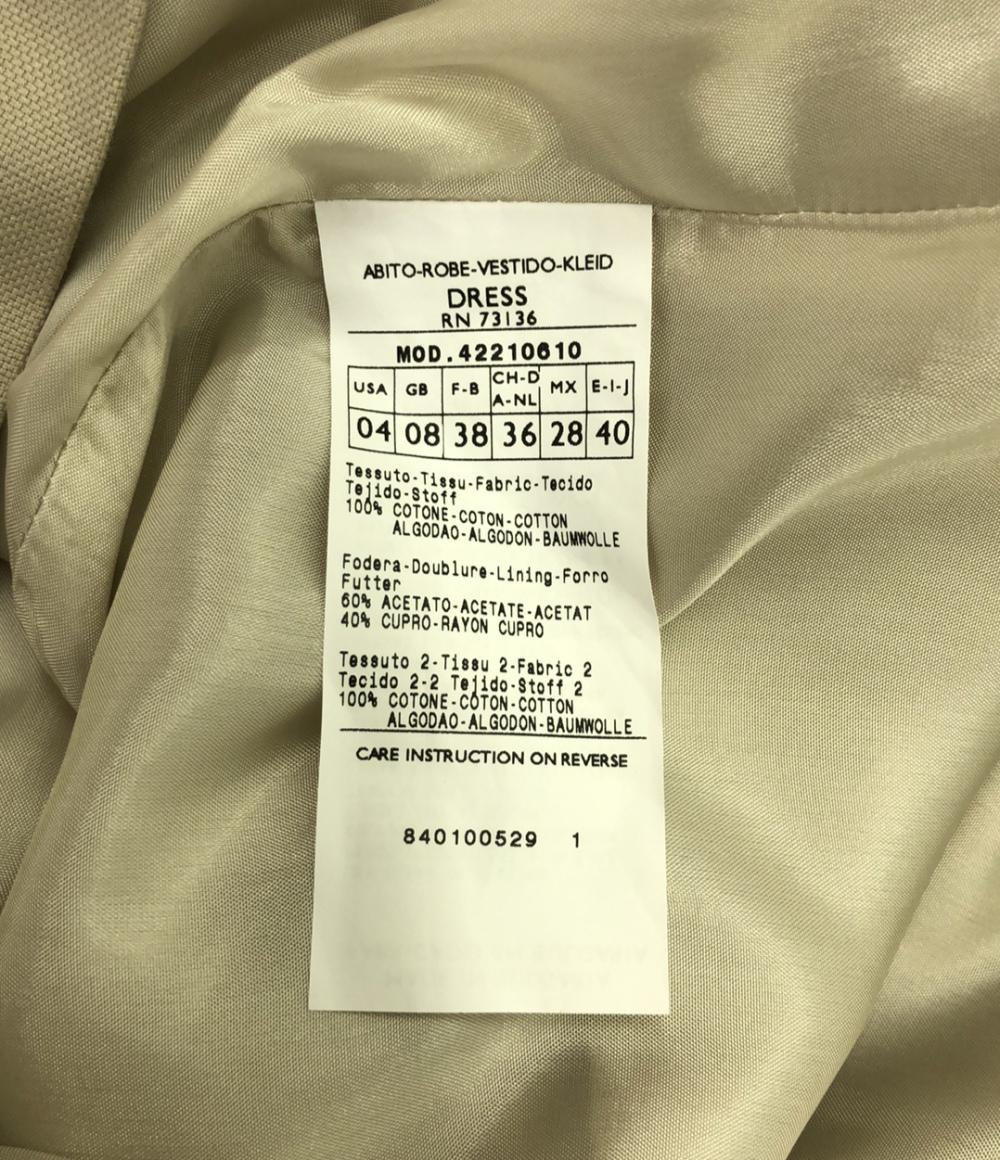 ABITO-ROBE-VESTIDO-KLEID
DRESS
RN 73136
MOD.42210610
USA GB F-B CH-D A-NL MX E-I-J
04 08 38 36 28 40
Tessuto-Tissu-Fabric-Tecido
Tejido-Stoff
100% COTONE-COTON-COTTON
ALGODAO-ALGODON-BAUMWOLLE
Fodera-Doublure-Lining-Forro
Futter
60% ACETATO-ACETATE-ACETAT
40% CUPRO-RAYON CUPRO
Tessuto 2-Tissu 2-Fabric 2
Tecido 2-2 Tejido-Stoff 2
100% COTONE-COTON-COTTON
ALGODAO-ALGODON-BAUMWOLLE
CARE INSTRUCTION ON REVERSE
840100529 1